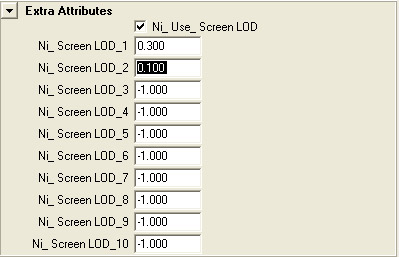 Extra Attributes
Ni_ Use_ Screen LOD
Ni_ Screen LOD_1 0.300
Ni_ Screen LOD_2 0.100
Ni_ Screen LOD_3 -1.000
Ni_ Screen LOD_4 -1.000
Ni_ Screen LOD_5 -1.000
Ni_ Screen LOD_6 -1.000
Ni_ Screen LOD_7 -1.000
Ni_ Screen LOD_8 -1.000
Ni_ Screen LOD_9 -1.000
Ni_ Screen LOD_10 -1.000